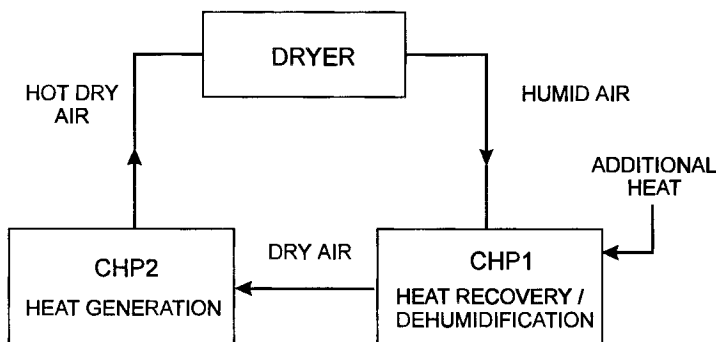 DRYER
HOT DRY
AIR
HUMID AIR
ADDITIONAL
HEAT
CHP2
HEAT GENERATION
DRY AIR
CHP1
HEAT RECOVERY /
DEHUMIDIFICATION